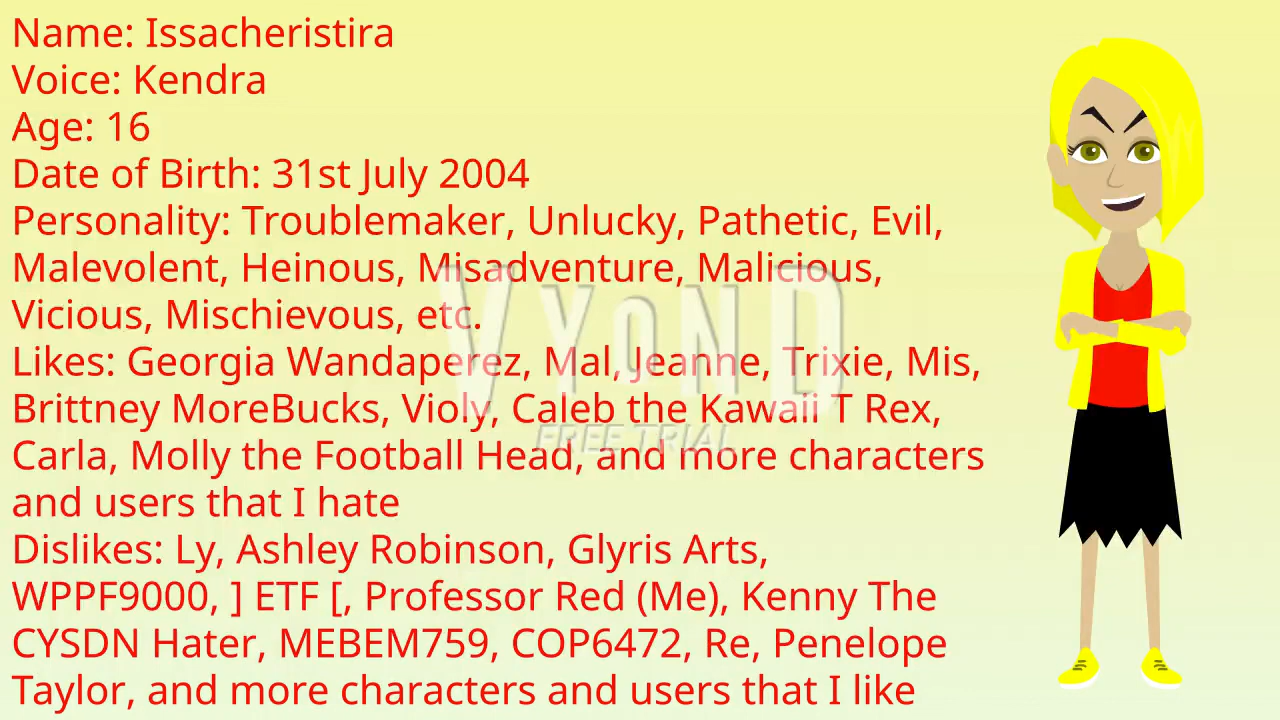 Name: Issacheristira
Voice: Kendra
Age: 16
Date of Birth: 31st July 2004
Personality: Troublemaker, Unlucky, Pathetic, Evil,
Malevolent, Heinous, Misadventure, Malicious,
Vicious, Mischievous, etc.
Likes: Georgia Wandaperez, Mal, Jeanne, Trixie, Mis,
Brittney MoreBucks, Violy, Caleb the Kawaii T Rex,
Carla, Molly the Football Head, and more characters
and users that I hate
Dislikes: Ly, Ashley Robinson, Glyris Arts,
WPPF9000, ] ETF [, Professor Red (Me), Kenny The
CYSDN Hater, MEBEM759, COP6472, Re, Penelope
Taylor, and more characters and users that I like
VYOND
FREE TRIAL